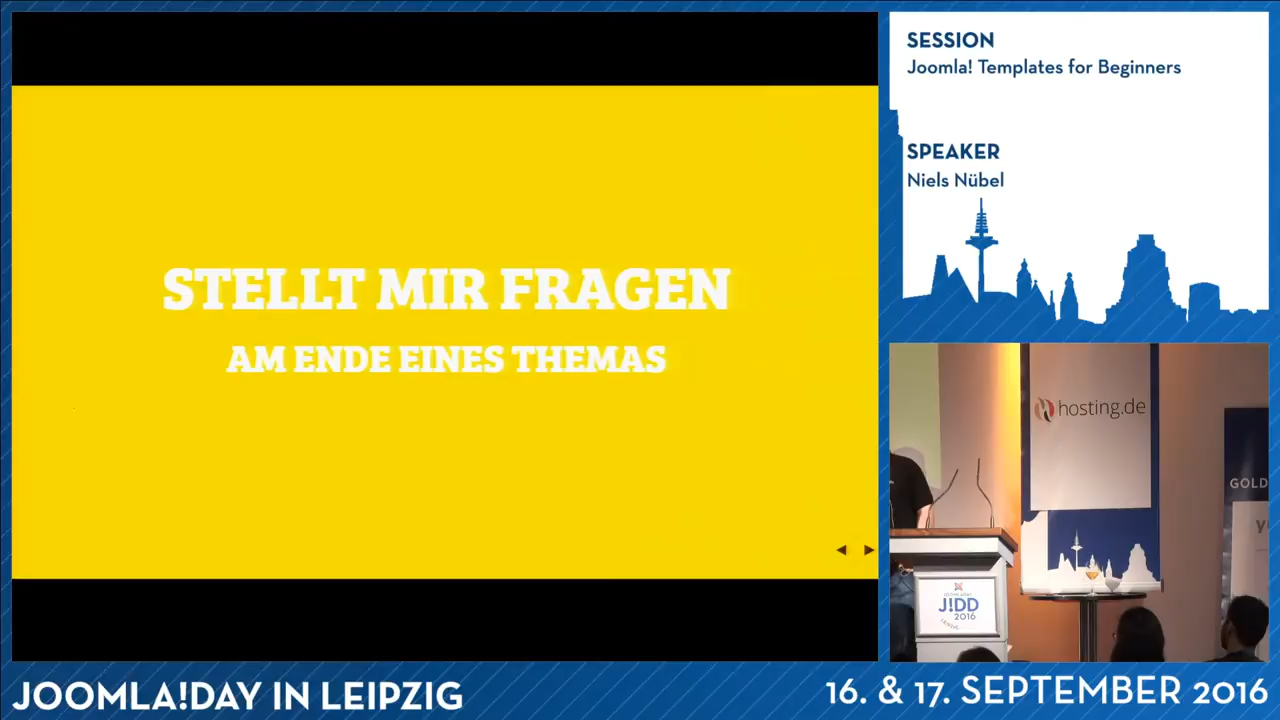 STELLT MIR FRAGEN
AM ENDE EINES THEMAS
SESSION
Joomla! Templates for Beginners
SPEAKER
Niels Nübel
hosting.de
GOLD
J!DD
2016
JOOMLA!DAY IN LEIPZIG
16. & 17. SEPTEMBER 2016